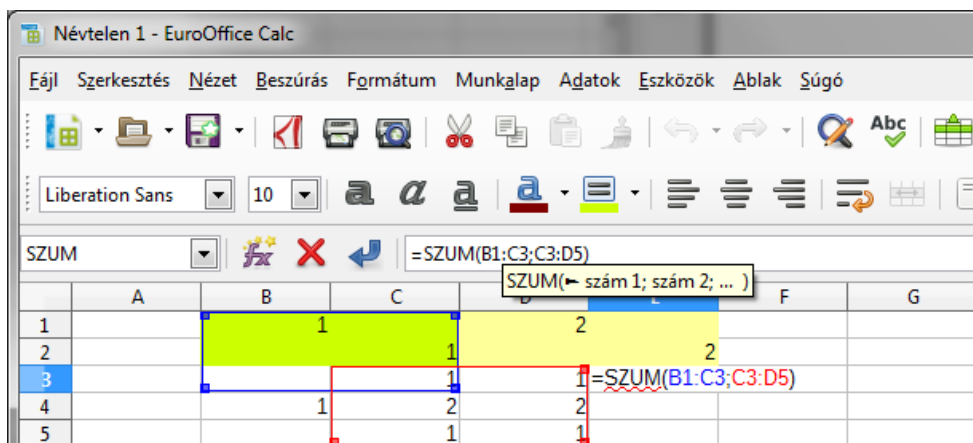 Névtelen 1 - EuroOffice Calc
Fájl Szerkesztés Nézet Beszúrás Formátum Munkalap Adatok Eszközök Ablak Súgó
Abc
Liberation Sans 10 a a a a
SZUM fx =SZUM(B1:C3;C3:D5)
SZUM( szám 1; szám 2; ... )
A B C D E F G
1 1 2
2 1 2
3 1 1 =SZUM(B1:C3;C3:D5)
4 1 2 2
5 1 1